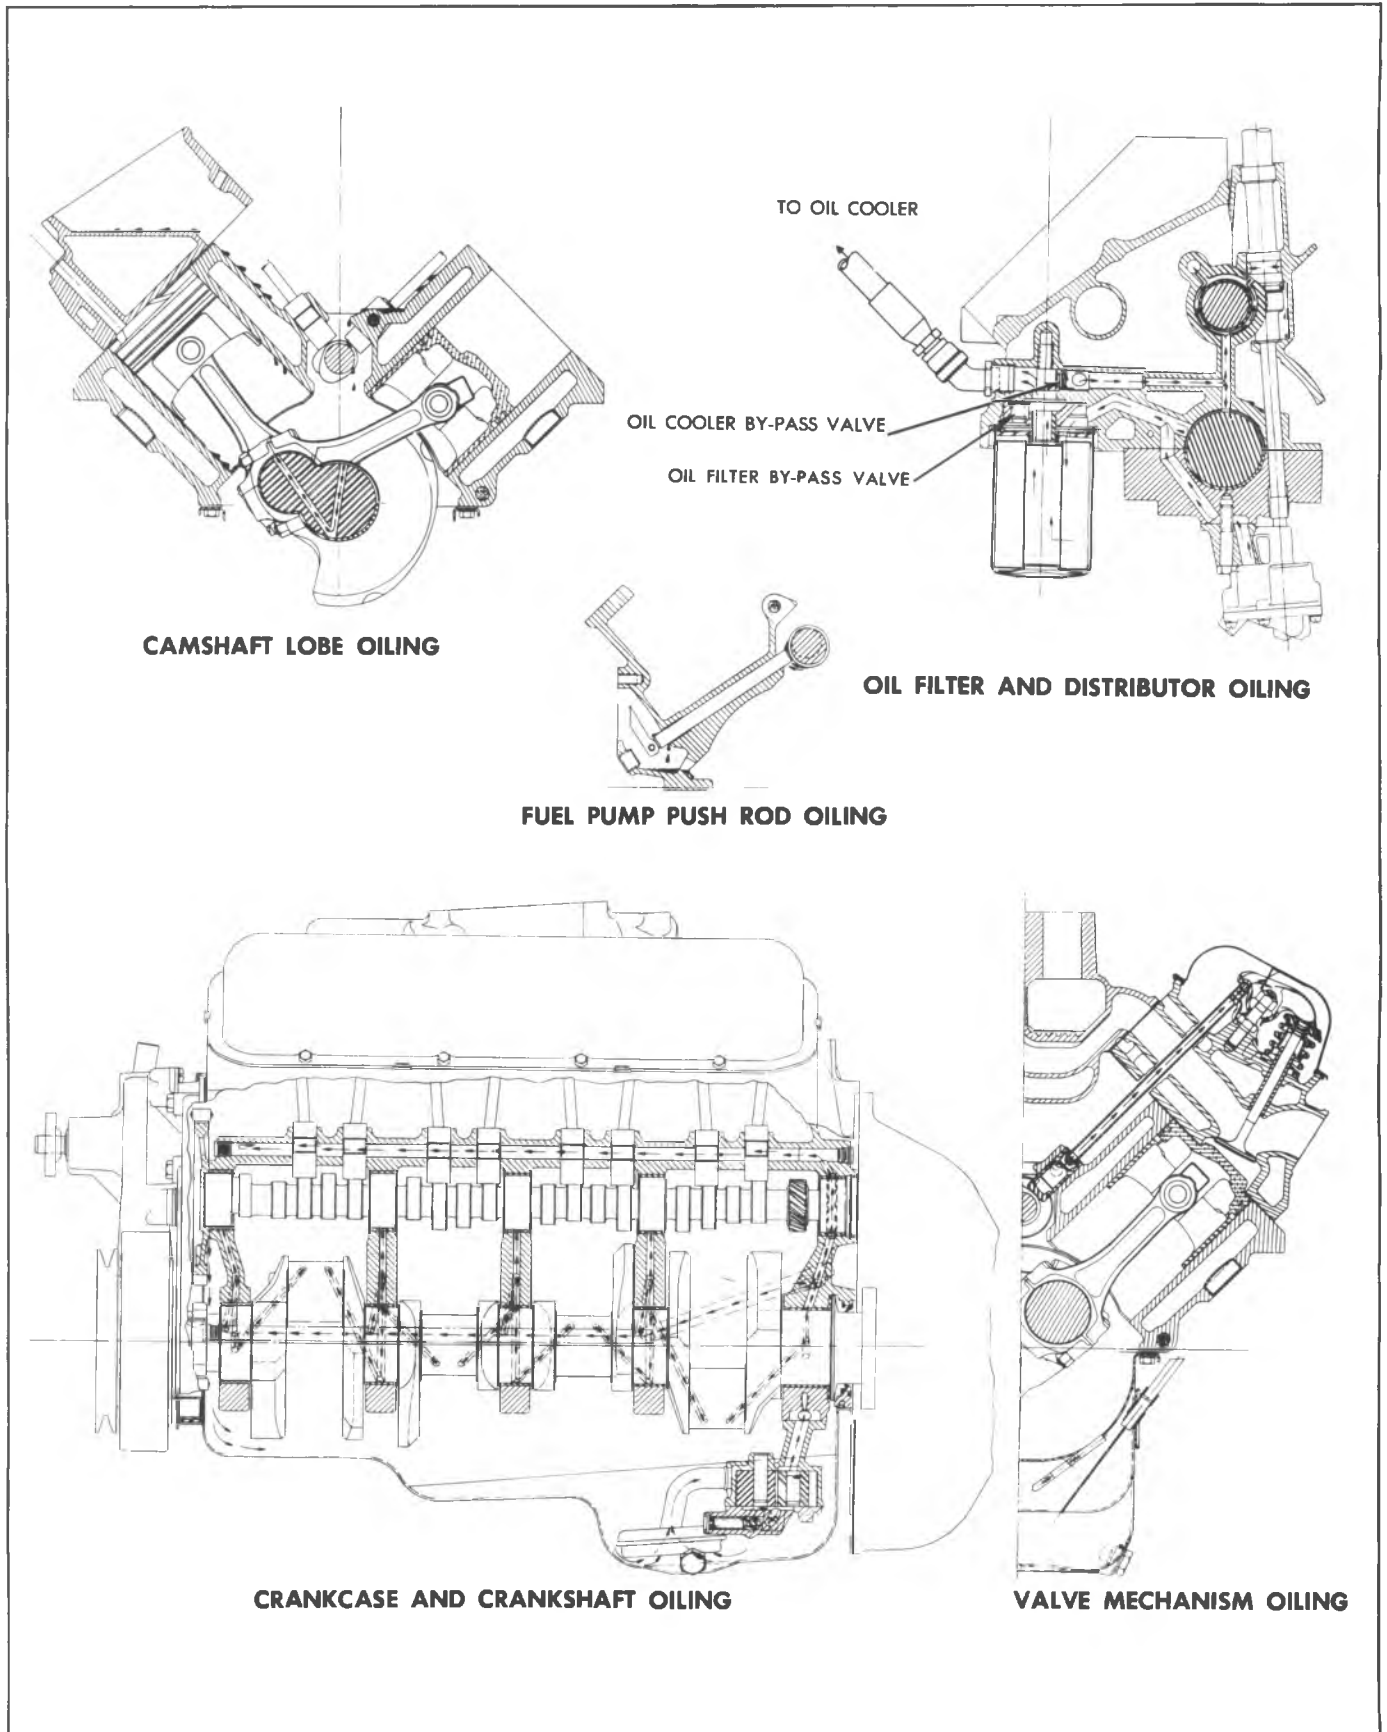 TO OIL COOLER
OIL COOLER BY-PASS VALVE
OIL FILTER BY-PASS VALVE
CAMSHAFT LOBE OILING
OIL FILTER AND DISTRIBUTOR OILING
FUEL PUMP PUSH ROD OILING
CRANKCASE AND CRANKSHAFT OILING
VALVE MECHANISM OILING